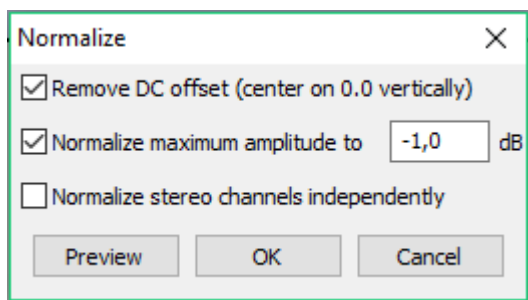 Normalize
Remove DC offset (center on 0.0 vertically)
Normalize maximum amplitude to -1,0 dB
Normalize stereo channels independently
Preview OK Cancel